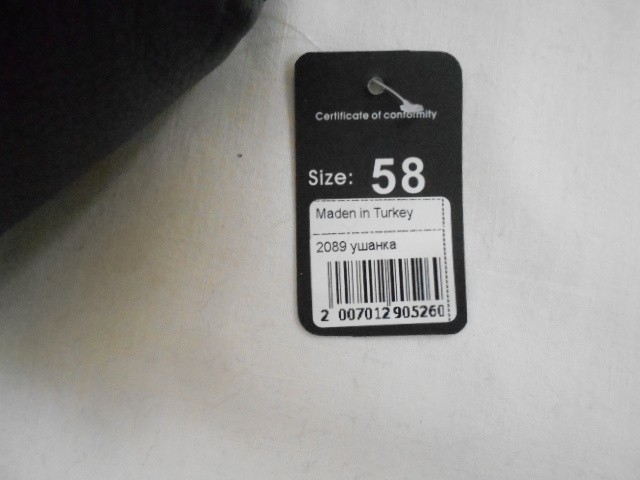 Certificate of conformity
Size: 58
Maden in Turkey
2089 ушанка
2 007012 905260